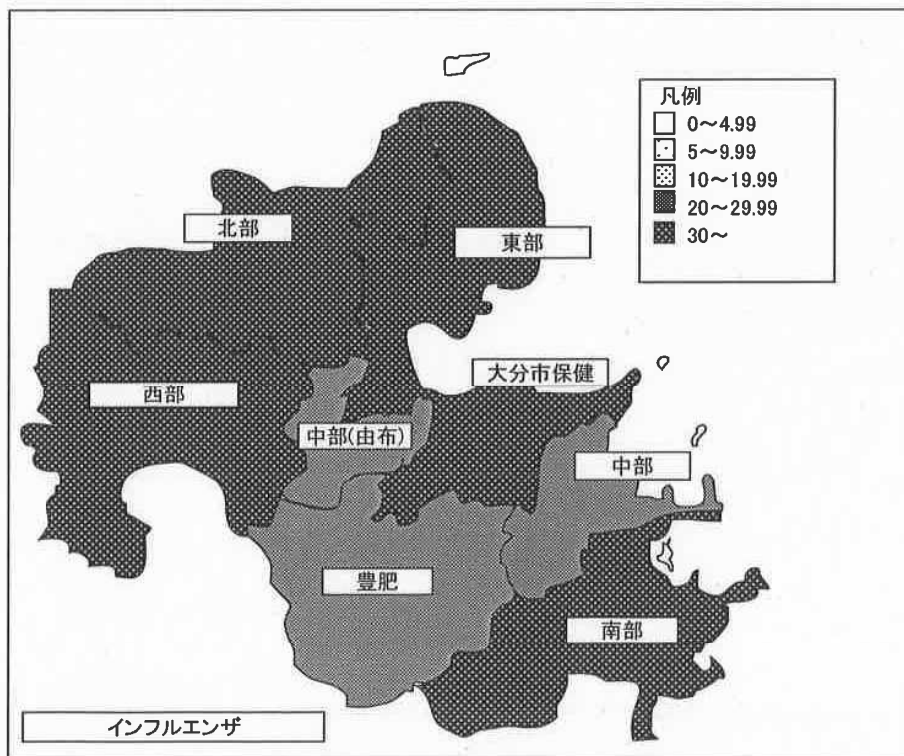 凡例
0～4.99
5～9.99
10～19.99
20～29.99
30～
北部
東部
大分市保健
西部
中部(由布)
中部
豊肥
南部
インフルエンザ